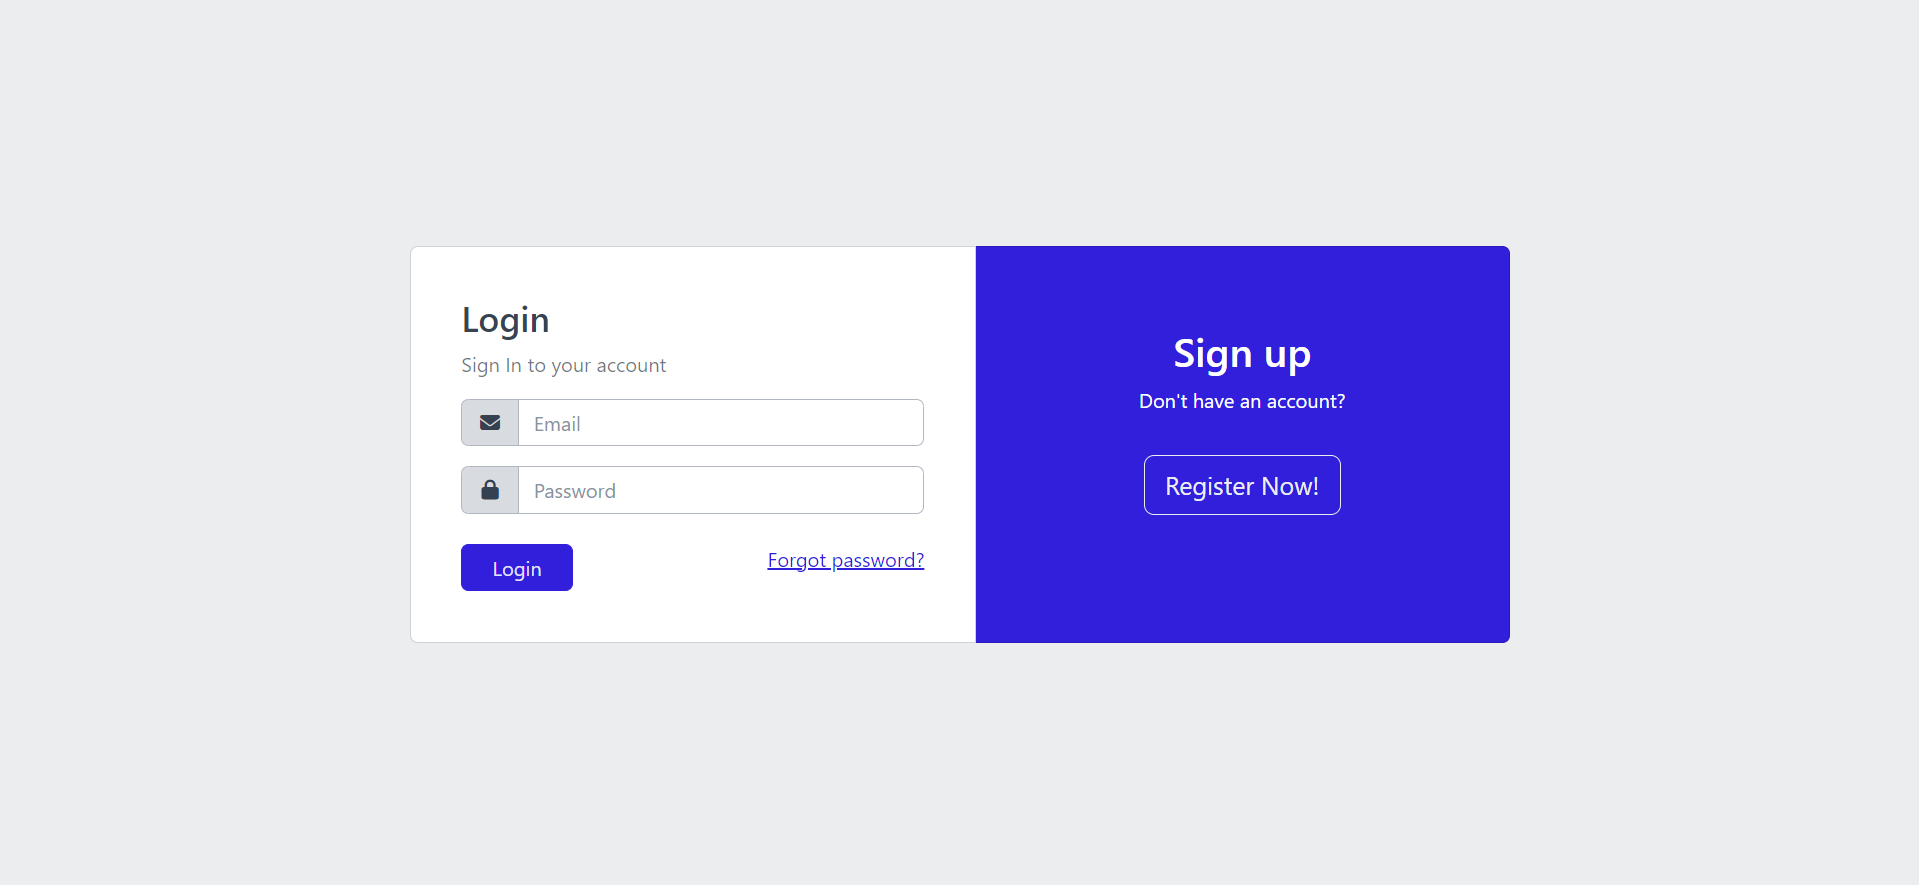 Login
Sign In to your account
Email
Password
Login
Forgot password?
Sign up
Don't have an account?
Register Now!